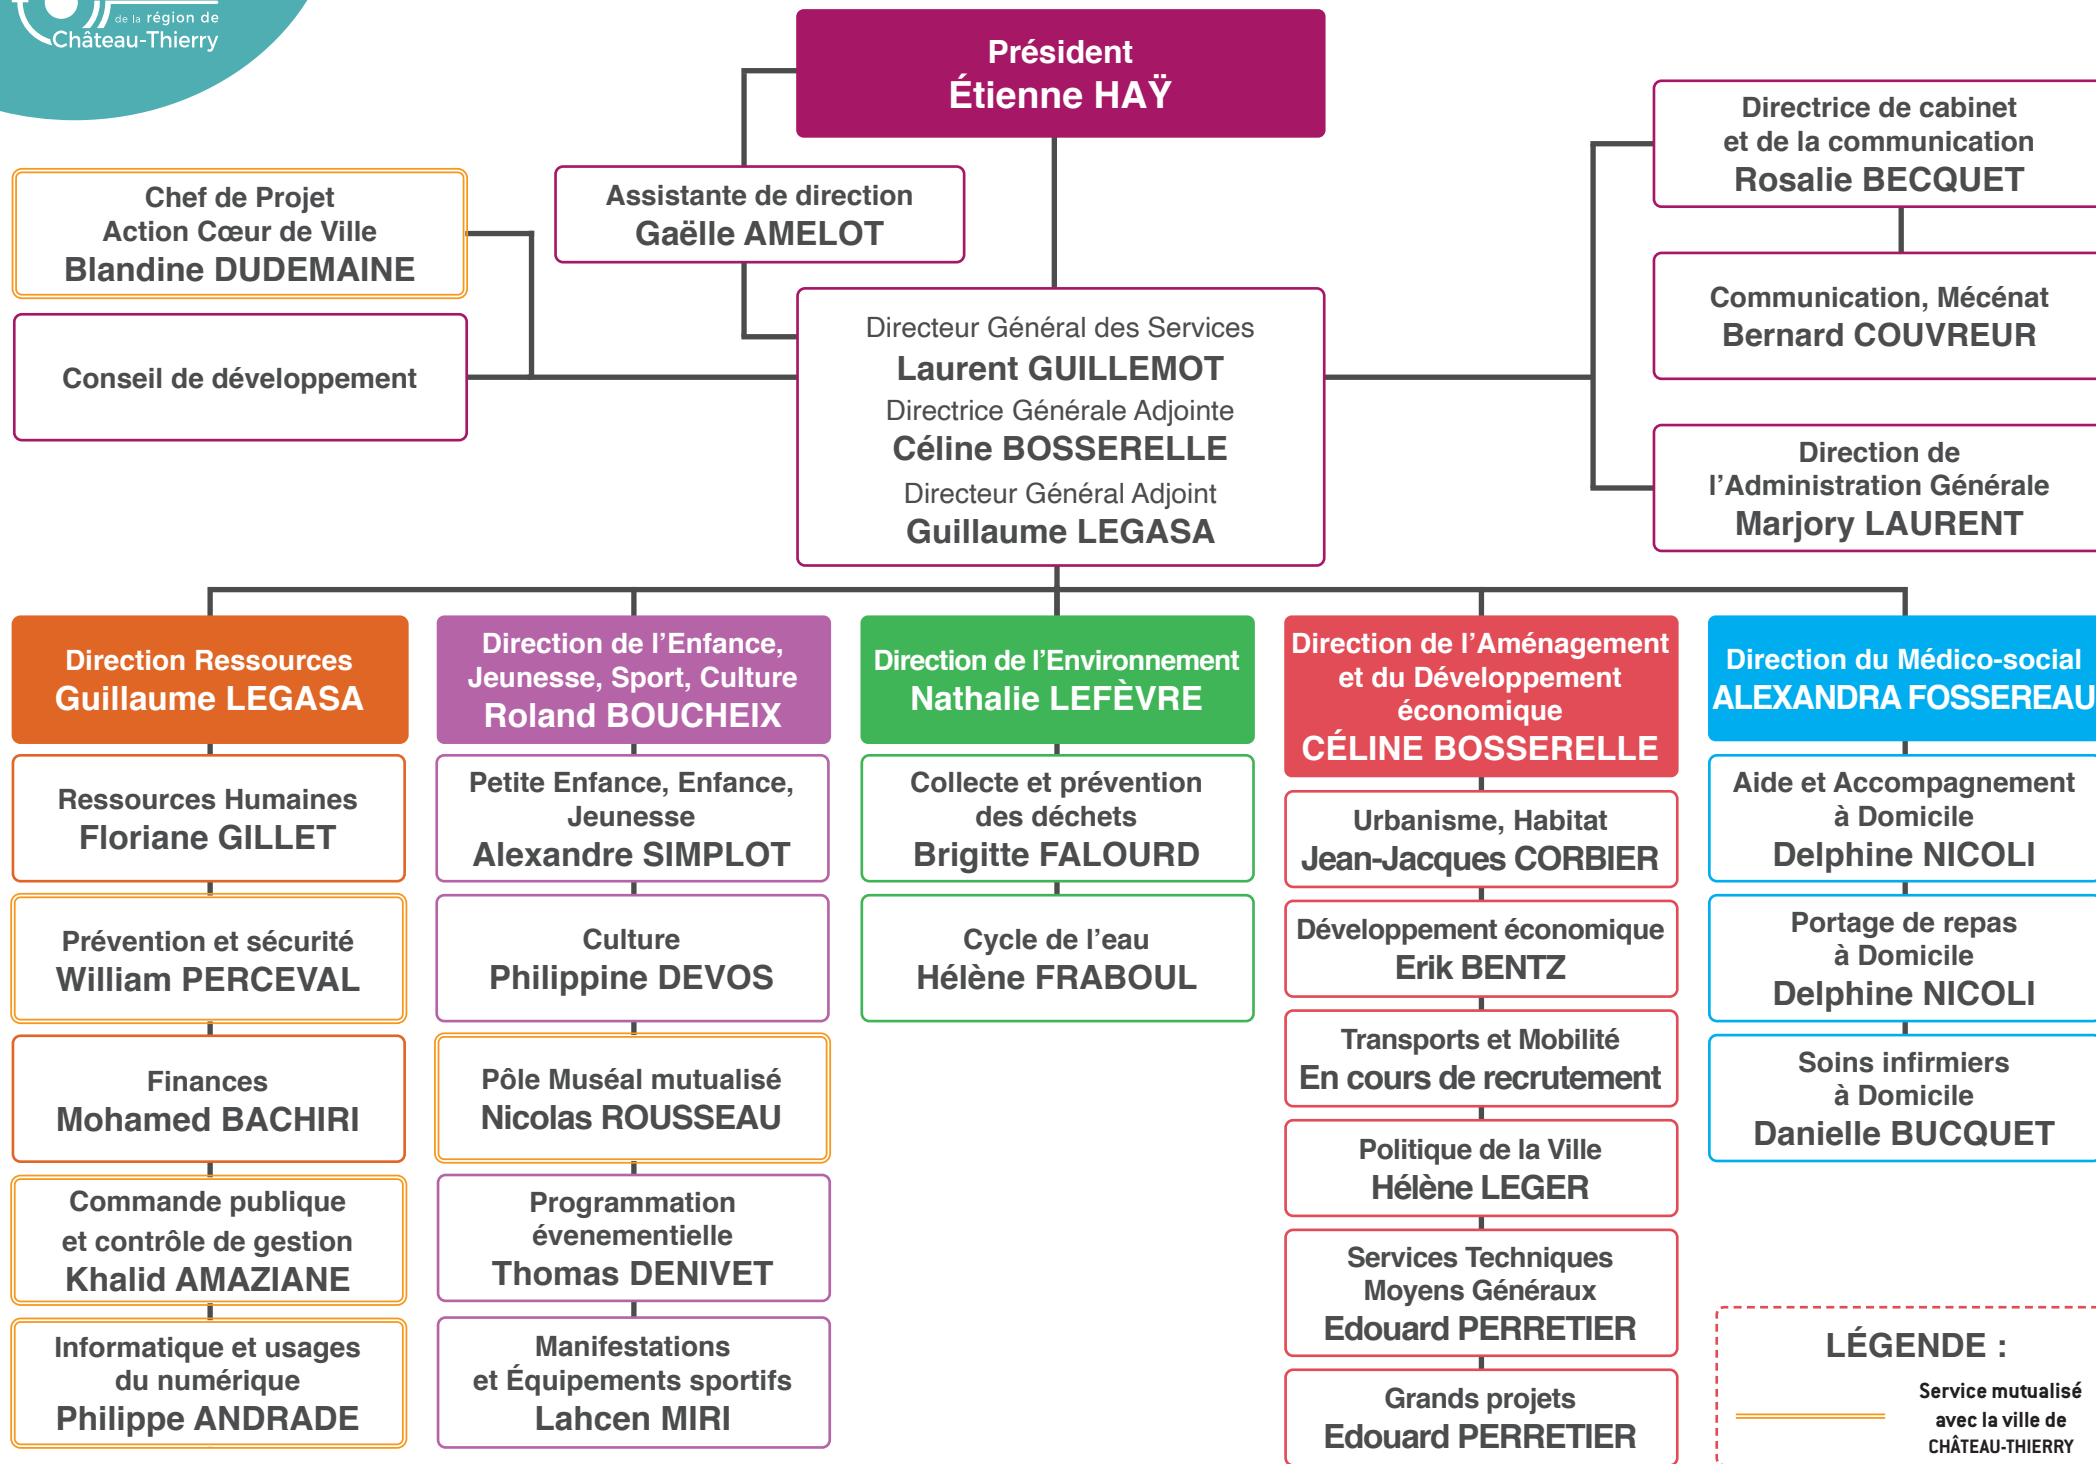 de la région de
Château-Thierry
Président
Étienne HAŸ
Assistante de direction
Gaëlle AMELOT
Chef de Projet
Action Cœur de Ville
Blandine DUDEMAINE
Conseil de développement
Directeur Général des Services
Laurent GUILLEMOT
Directrice Générale Adjointe
Céline BOSSERELLE
Directeur Général Adjoint
Guillaume LEGASA
Directrice de cabinet
et de la communication
Rosalie BECQUET
Communication, Mécénat
Bernard COUVREUR
Direction de
l'Administration Générale
Marjory LAURENT
Direction Ressources
Guillaume LEGASA
Ressources Humaines
Floriane GILLET
Prévention et sécurité
William PERCEVAL
Finances
Mohamed BACHIRI
Commande publique
et contrôle de gestion
Khalid AMAZIANE
Informatique et usages
du numérique
Philippe ANDRADE
Direction de l'Enfance,
Jeunesse, Sport, Culture
Roland BOUCHEIX
Petite Enfance, Enfance,
Jeunesse
Alexandre SIMPLOT
Culture
Philippine DEVOS
Pôle Muséal mutualisé
Nicolas ROUSSEAU
Programmation
évenementielle
Thomas DENIVET
Manifestations
et Équipements sportifs
Lahcen MIRI
Direction de l'Environnement
Nathalie LEFÈVRE
Collecte et prévention
des déchets
Brigitte FALOURD
Cycle de l'eau
Hélène FRABOUL
Direction de l'Aménagement
et du Développement
économique
CÉLINE BOSSERELLE
Urbanisme, Habitat
Jean-Jacques CORBIER
Développement économique
Erik BENTZ
Transports et Mobilité
En cours de recrutement
Politique de la Ville
Hélène LEGER
Services Techniques
Moyens Généraux
Edouard PERRETIER
Grands projets
Edouard PERRETIER
Direction du Médico-social
ALEXANDRA FOSSEREAU
Aide et Accompagnement
à Domicile
Delphine NICOLI
Portage de repas
à Domicile
Delphine NICOLI
Soins infirmiers
à Domicile
Danielle BUCQUET
LÉGENDE :
Service mutualisé
avec la ville de
CHÂTEAU-THIERRY